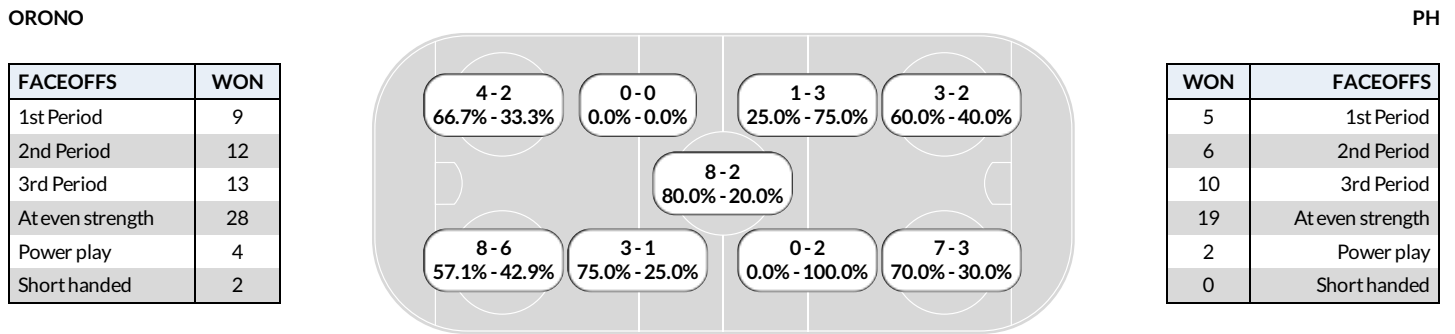 ORONO
PH
FACEOFFS WON
1st Period 9
2nd Period 12
3rd Period 13
At even strength 28
Power play 4
Short handed 2
4 - 2
66.7% - 33.3%
0 - 0
0.0% - 0.0%
1 - 3
25.0% - 75.0%
3 - 2
60.0% - 40.0%
8 - 2
80.0% - 20.0%
8 - 6
57.1% - 42.9%
3 - 1
75.0% - 25.0%
0 - 2
0.0% - 100.0%
7 - 3
70.0% - 30.0%
WON FACEOFFS
5 1st Period
6 2nd Period
10 3rd Period
19 At even strength
2 Power play
0 Short handed